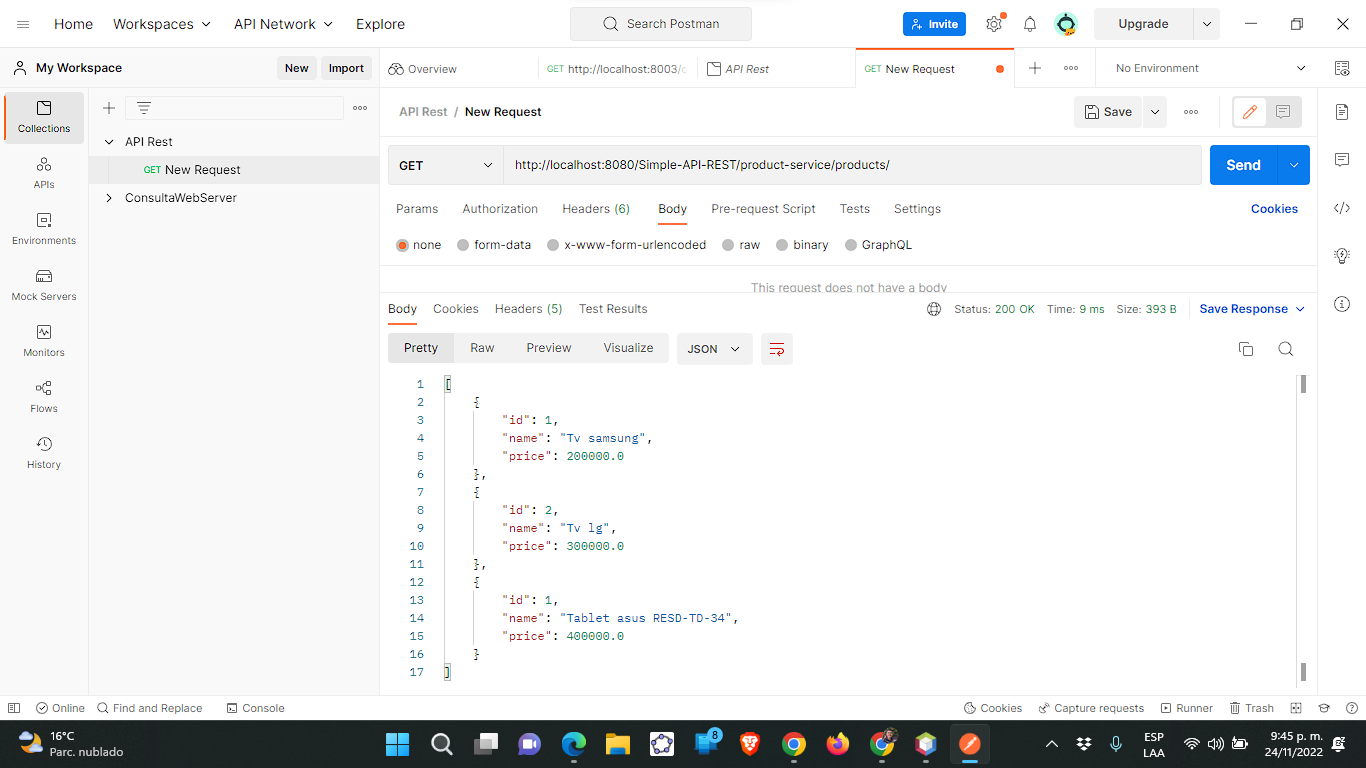 Home
Workspaces
API Network
Explore
Search Postman
Invite
Upgrade
My Workspace
New
Import
Overview
GET http://localhost:8003/c
API Rest
GET New Request
No Environment
Collections
APIs
Environments
Mock Servers
Monitors
Flows
History
API Rest
GET New Request
ConsultaWebServer
API Rest / New Request
Save
GET
http://localhost:8080/Simple-API-REST/product-service/products/
Send
Params
Authorization
Headers (6)
Body
Pre-request Script
Tests
Settings
Cookies
none
form-data
x-www-form-urlencoded
raw
binary
GraphQL
This request does not have a body
Body
Cookies
Headers (5)
Test Results
Status: 200 OK
Time: 9 ms
Size: 393 B
Save Response
Pretty
Raw
Preview
Visualize
JSON
1 [
2 {
3 "id": 1,
4 "name": "Tv samsung",
5 "price": 200000.0
6 },
7 {
8 "id": 2,
9 "name": "Tv lg",
10 "price": 300000.0
11 },
12 {
13 "id": 1,
14 "name": "Tablet asus RESD-TD-34",
15 "price": 400000.0
16 }
17 ]
Online
Find and Replace
Console
Cookies
Capture requests
Runner
Trash
16°C
Parc. nublado
8
ESP
LAA
9:45 p. m.
24/11/2022